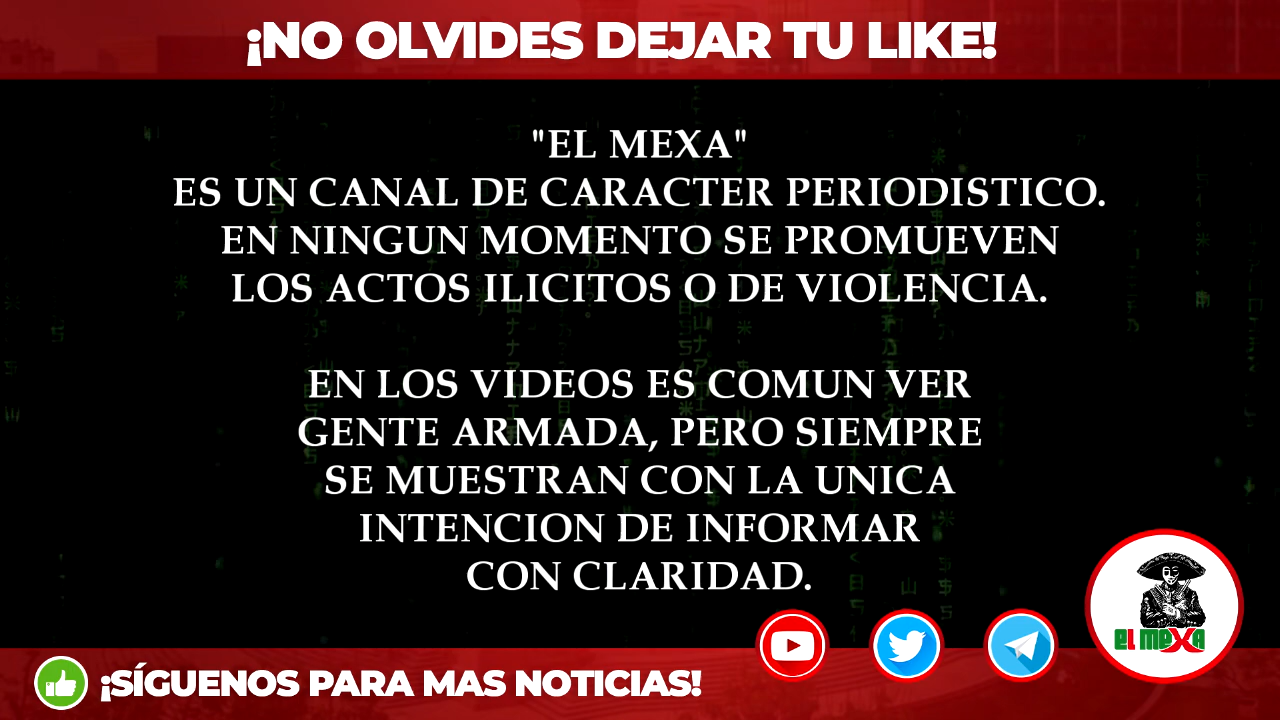 ¡NO OLVIDES DEJAR TU LIKE!
"EL MEXA"
ES UN CANAL DE CARACTER PERIODISTICO.
EN NINGUN MOMENTO SE PROMUEVEN
LOS ACTOS ILICITOS O DE VIOLENCIA.
EN LOS VIDEOS ES COMUN VER
GENTE ARMADA, PERO SIEMPRE
SE MUESTRAN CON LA UNICA
INTENCION DE INFORMAR
CON CLARIDAD.
EL MEXA
¡SÍGUENOS PARA MAS NOTICIAS!